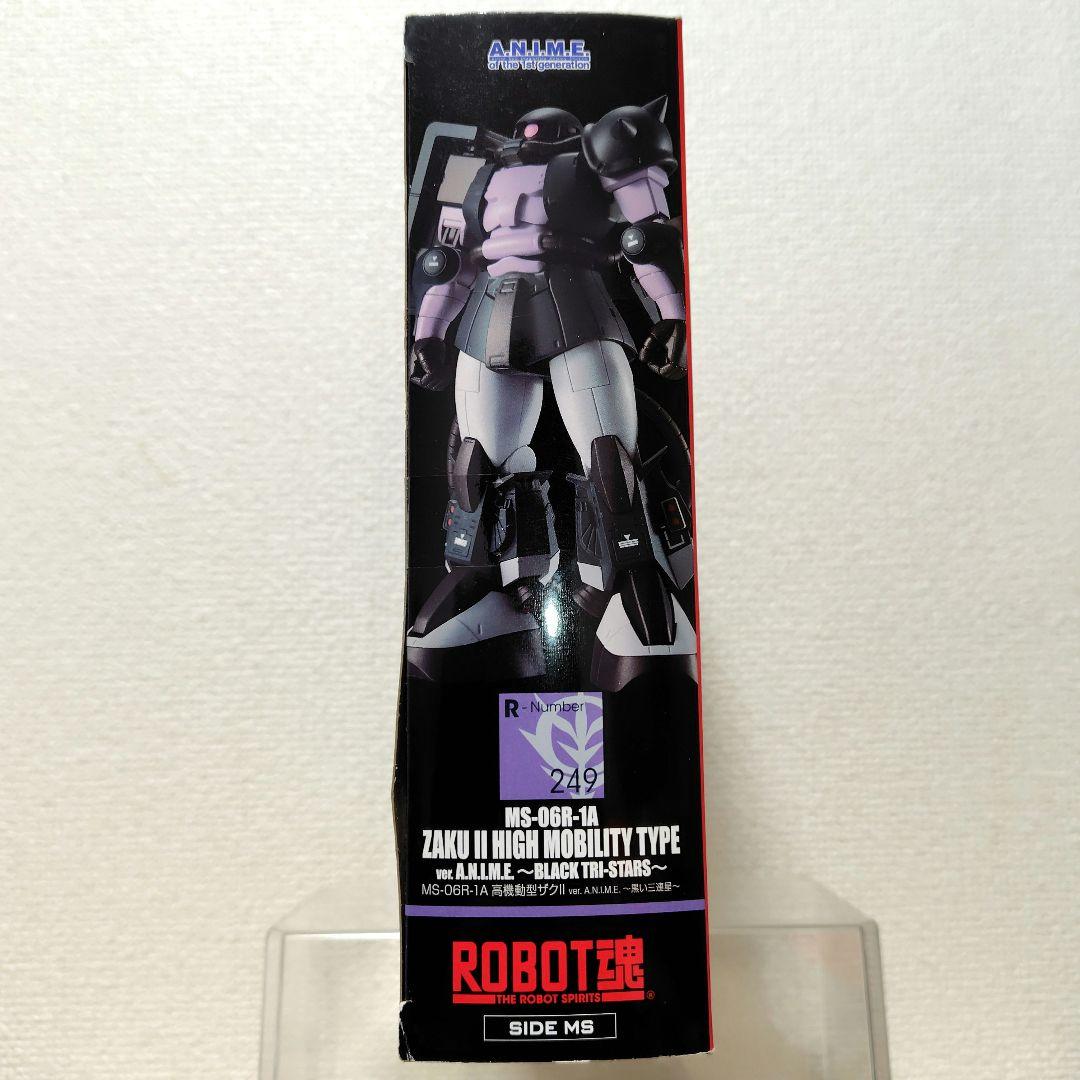 A.N.I.M.E.
of the 1st generation
R - Number
249
MS-06R-1A
ZAKU II HIGH MOBILITY TYPE
ver. A.N.I.M.E. ～BLACK TRI-STARS～
MS-06R-1A 高機動型ザクII ver. A.N.I.M.E. ～黒い三連星～
ROBOT魂
THE ROBOT SPIRITS ®
SIDE MS